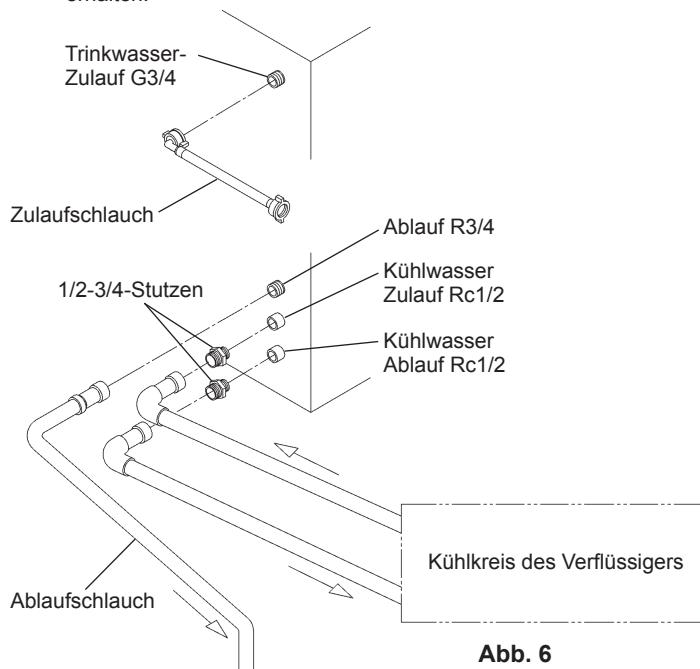 erhalten.
Trinkwasser-
Zulauf G3/4
Zulaufschlauch
Ablauf R3/4
1/2-3/4-Stutzen
Kühlwasser
Zulauf Rc1/2
Kühlwasser
Ablauf Rc1/2
Kühlkreis des Verflüssigers
Ablaufschlauch
Abb. 6